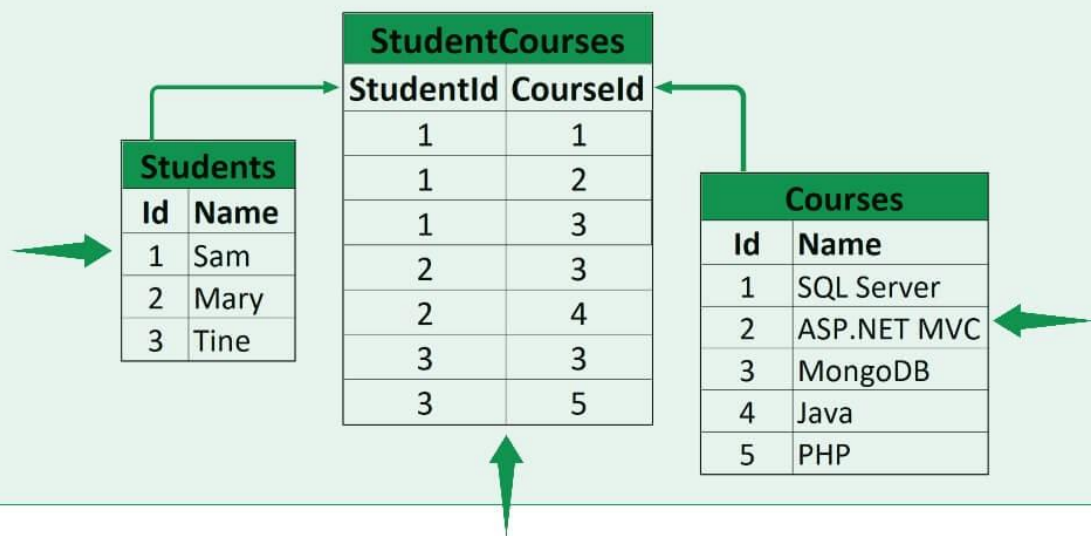 StudentCourses
StudentId CourseId
1 1
1 2
1 3
2 3
2 4
3 3
3 5
Students
Id Name
1 Sam
2 Mary
3 Tine
Courses
Id Name
1 SQL Server
2 ASP.NET MVC
3 MongoDB
4 Java
5 PHP